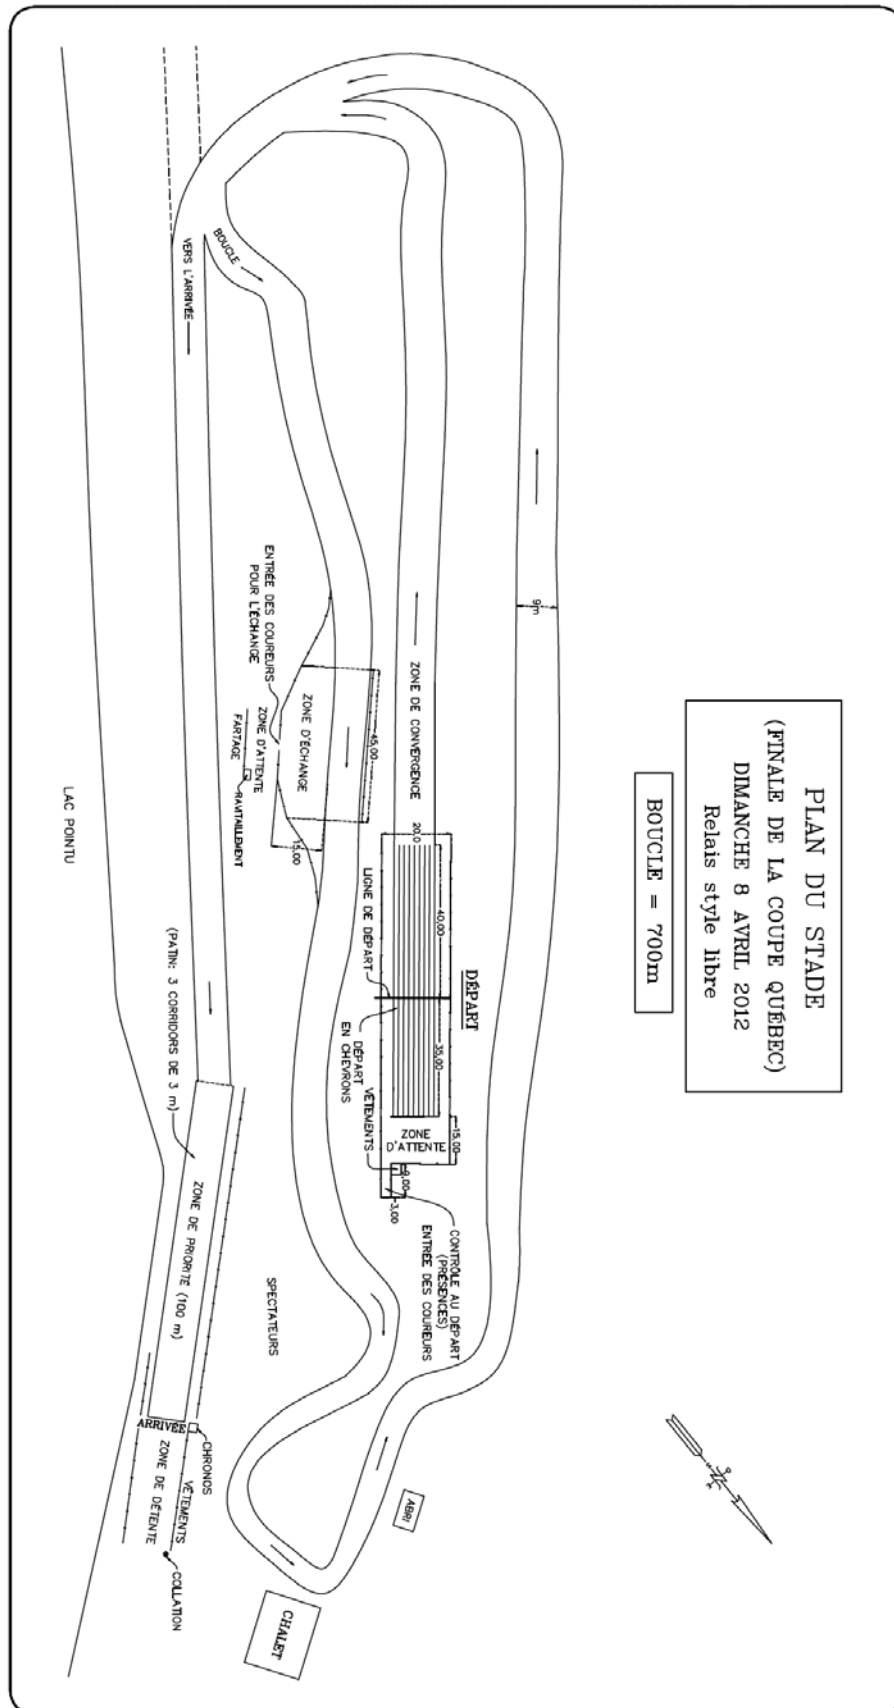 PLAN DU STADE
(FINALE DE LA COUPE QUÉBEC)
DIMANCHE 8 AVRIL 2012
Relais style libre
BOUCLE = 700m
9m
BOUCLE
VERS L'ARRIVÉE
ENTRÉE DES COUREURS
POUR L'ÉCHANGE
ZONE D'ÉCHANGE
45,00
15,00
ZONE D'ATTENTE
FARTAGE
RAVITAILLEMENT
ZONE DE CONVERGENCE
20,0
40,00
LIGNE DE DÉPART
DÉPART
DÉPART
EN CHEVRONS
35,00
VÊTEMENTS
ZONE
D'ATTENTE
15,00
3,00
CONTRÔLE AU DÉPART
(PRÉSENCES)
ENTRÉE DES COUREURS
LAC POINTU
(PATIN: 3 CORRIDORS DE 3 m)
ZONE DE PRIORITÉ (100 m)
SPECTATEURS
ARRIVÉE
CHRONOS
ZONE DE DÉTENTE
VÊTEMENTS
COLLATION
ABRI
CHALET